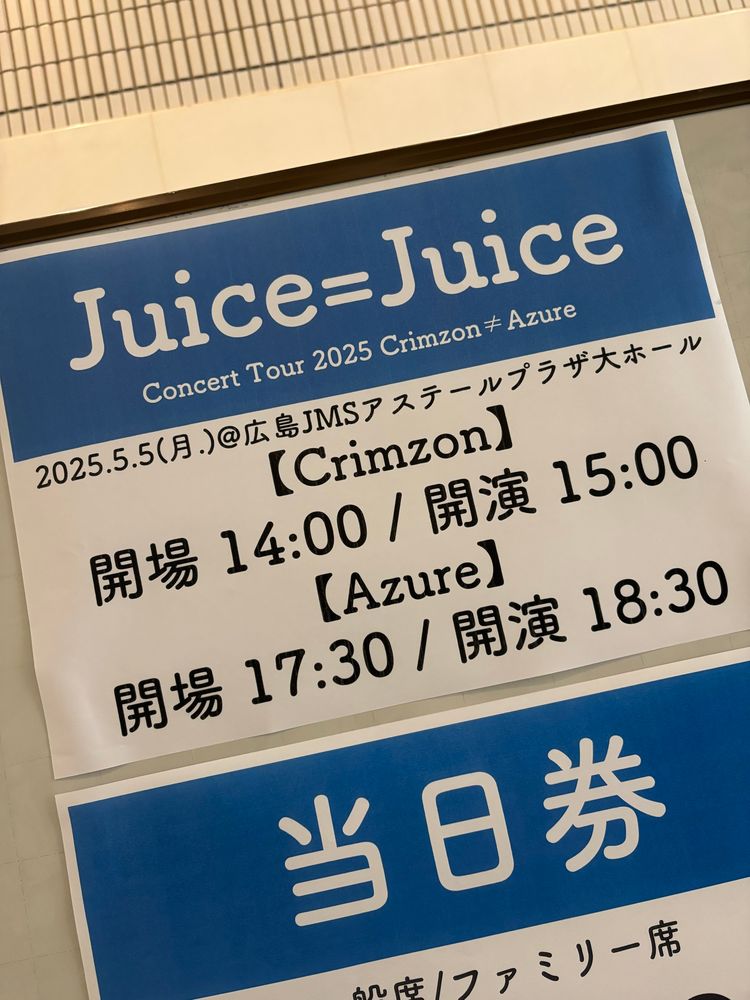 Juice=Juice
Concert Tour 2025 Crimzon≠Azure
2025.5.5(月.)@広島JMSアステールプラザ大ホール
【Crimzon】
開場 14:00 / 開演 15:00
【Azure】
開場 17:30 / 開演 18:30
当日券
般席/ファミリー席